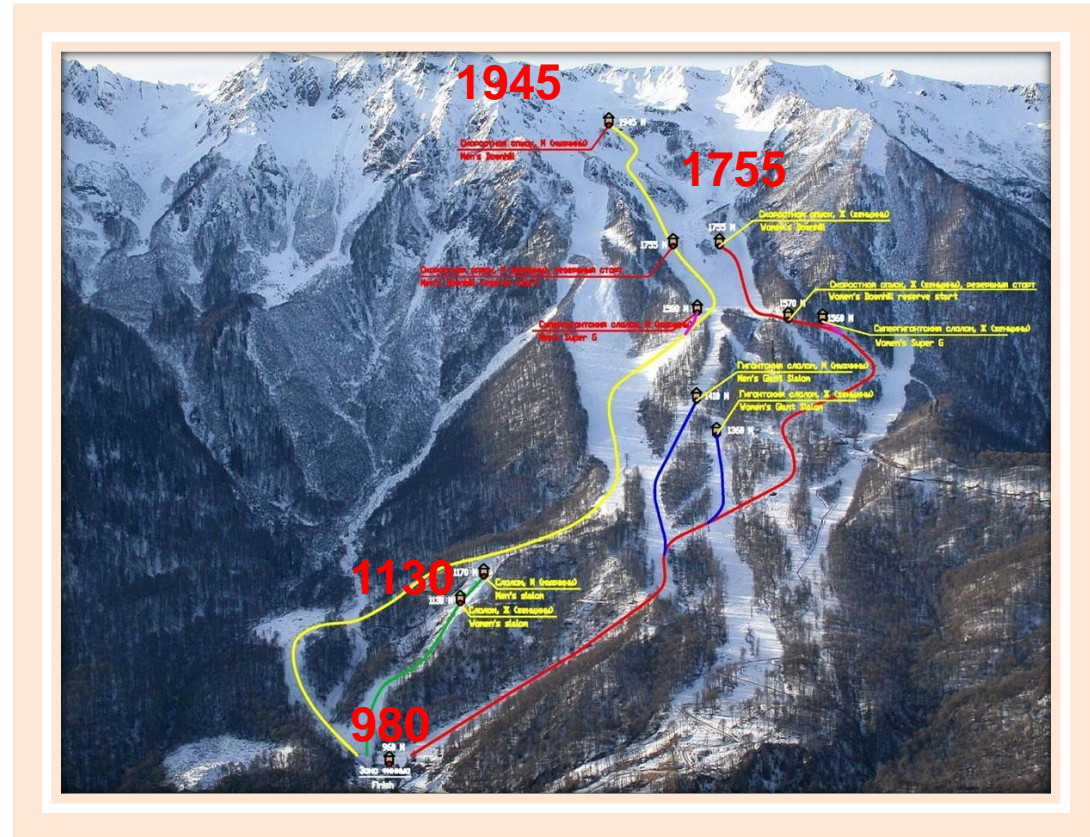 1945
1945 М
Скоростной спуск, М (мужчины)
Men's Downhill
1755
1755 М
Скоростной спуск, Ж (женщины)
Women's Downhill
1755 М
Скоростной спуск, М (мужчины), резервный старт
Men's Downhill reserve start
Скоростной спуск, Ж (женщины), резервный старт
Women's Downhill reserve start
1570 М
1560 М
Супергигантский слалом, Ж (женщины)
Women's Super G
Супергигантский слалом, М (мужчины)
Men's Super G
Гигантский слалом, М (мужчины)
Men's Giant Slalom
1410 М
Гигантский слалом, Ж (женщины)
Women's Giant Slalom
1360 М
1130
1170 М
Слалом, М (мужчины)
Men's slalom
1130 М
Слалом, Ж (женщины)
Women's slalom
980
960 М
Зона финиша
Finish